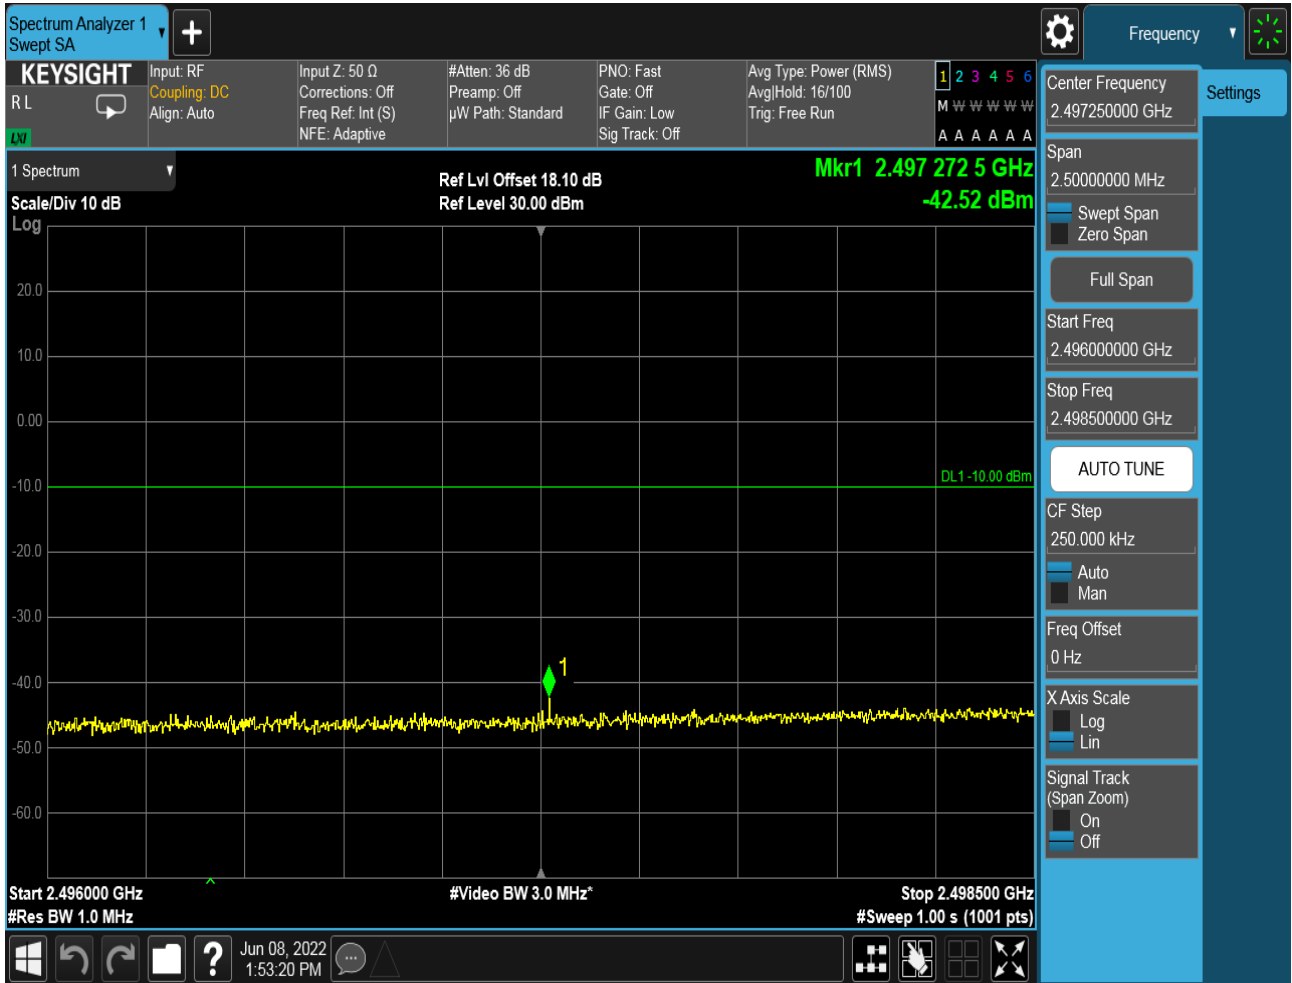 Spectrum Analyzer 1
Swept SA
+
Frequency
KEYSIGHT
R L
LXI
Input: RF
Coupling: DC
Align: Auto
Input Z: 50 Ω
Corrections: Off
Freq Ref: Int (S)
NFE: Adaptive
#Atten: 36 dB
Preamp: Off
µW Path: Standard
PNO: Fast
Gate: Off
IF Gain: Low
Sig Track: Off
Avg Type: Power (RMS)
Avg|Hold: 16/100
Trig: Free Run
1 2 3 4 5 6
M W W W W W
A A A A A A
1 Spectrum
Scale/Div 10 dB
Log
Ref Lvl Offset 18.10 dB
Ref Level 30.00 dBm
Mkr1 2.497 272 5 GHz
-42.52 dBm
20.0
10.0
0.00
-10.0
-20.0
-30.0
-40.0
-50.0
-60.0
DL1 -10.00 dBm
1
Start 2.496000 GHz
#Res BW 1.0 MHz
#Video BW 3.0 MHz*
Stop 2.498500 GHz
#Sweep 1.00 s (1001 pts)
Center Frequency
2.497250000 GHz
Settings
Span
2.50000000 MHz
Swept Span
Zero Span
Full Span
Start Freq
2.496000000 GHz
Stop Freq
2.498500000 GHz
AUTO TUNE
CF Step
250.000 kHz
Auto
Man
Freq Offset
0 Hz
X Axis Scale
Log
Lin
Signal Track
(Span Zoom)
On
Off
?
Jun 08, 2022
1:53:20 PM